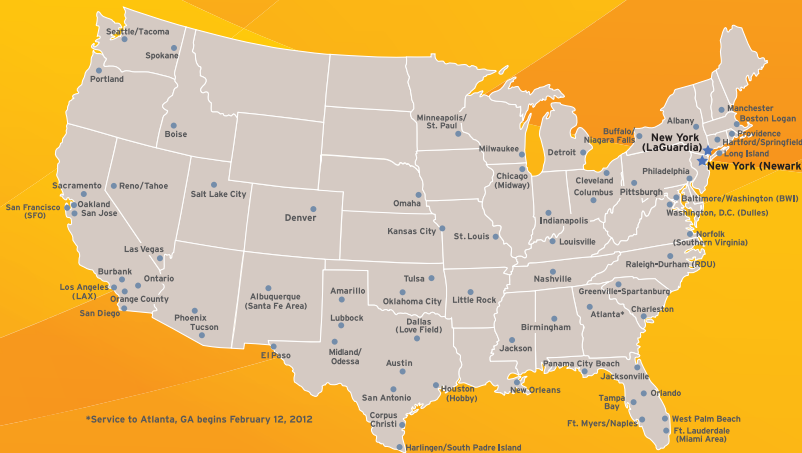 Seattle/Tacoma
Spokane
Portland
Boise
Minneapolis/
St. Paul
Milwaukee
Chicago
(Midway)
Detroit
Buffalo/
Niagara Falls
Albany
Manchester
Boston Logan
Providence
Hartford/Springfield
Long Island
New York
(LaGuardia)
New York (Newark
Philadelphia
Cleveland
Columbus
Pittsburgh
Baltimore/Washington (BWI)
Washington, D.C. (Dulles)
Norfolk
(Southern Virginia)
Raleigh-Durham (RDU)
Sacramento
Reno/Tahoe
San Francisco
(SFO)
Oakland
San Jose
Salt Lake City
Denver
Omaha
Kansas City
St. Louis
Indianapolis
Louisville
Nashville
Greenville-Spartanburg
Las Vegas
Burbank
Ontario
Los Angeles
(LAX)
Orange County
San Diego
Phoenix
Tucson
Albuquerque
(Santa Fe Area)
El Paso
Amarillo
Lubbock
Midland/
Odessa
Tulsa
Oklahoma City
Little Rock
Dallas
(Love Field)
Austin
San Antonio
Houston
(Hobby)
Corpus
Christi
Harlingen/South Padre Island
Jackson
Birmingham
Atlanta*
Charleston
New Orleans
Panama City Beach
Jacksonville
Orlando
Tampa
Bay
Ft. Myers/Naples
West Palm Beach
Ft. Lauderdale
(Miami Area)
*Service to Atlanta, GA begins February 12, 2012